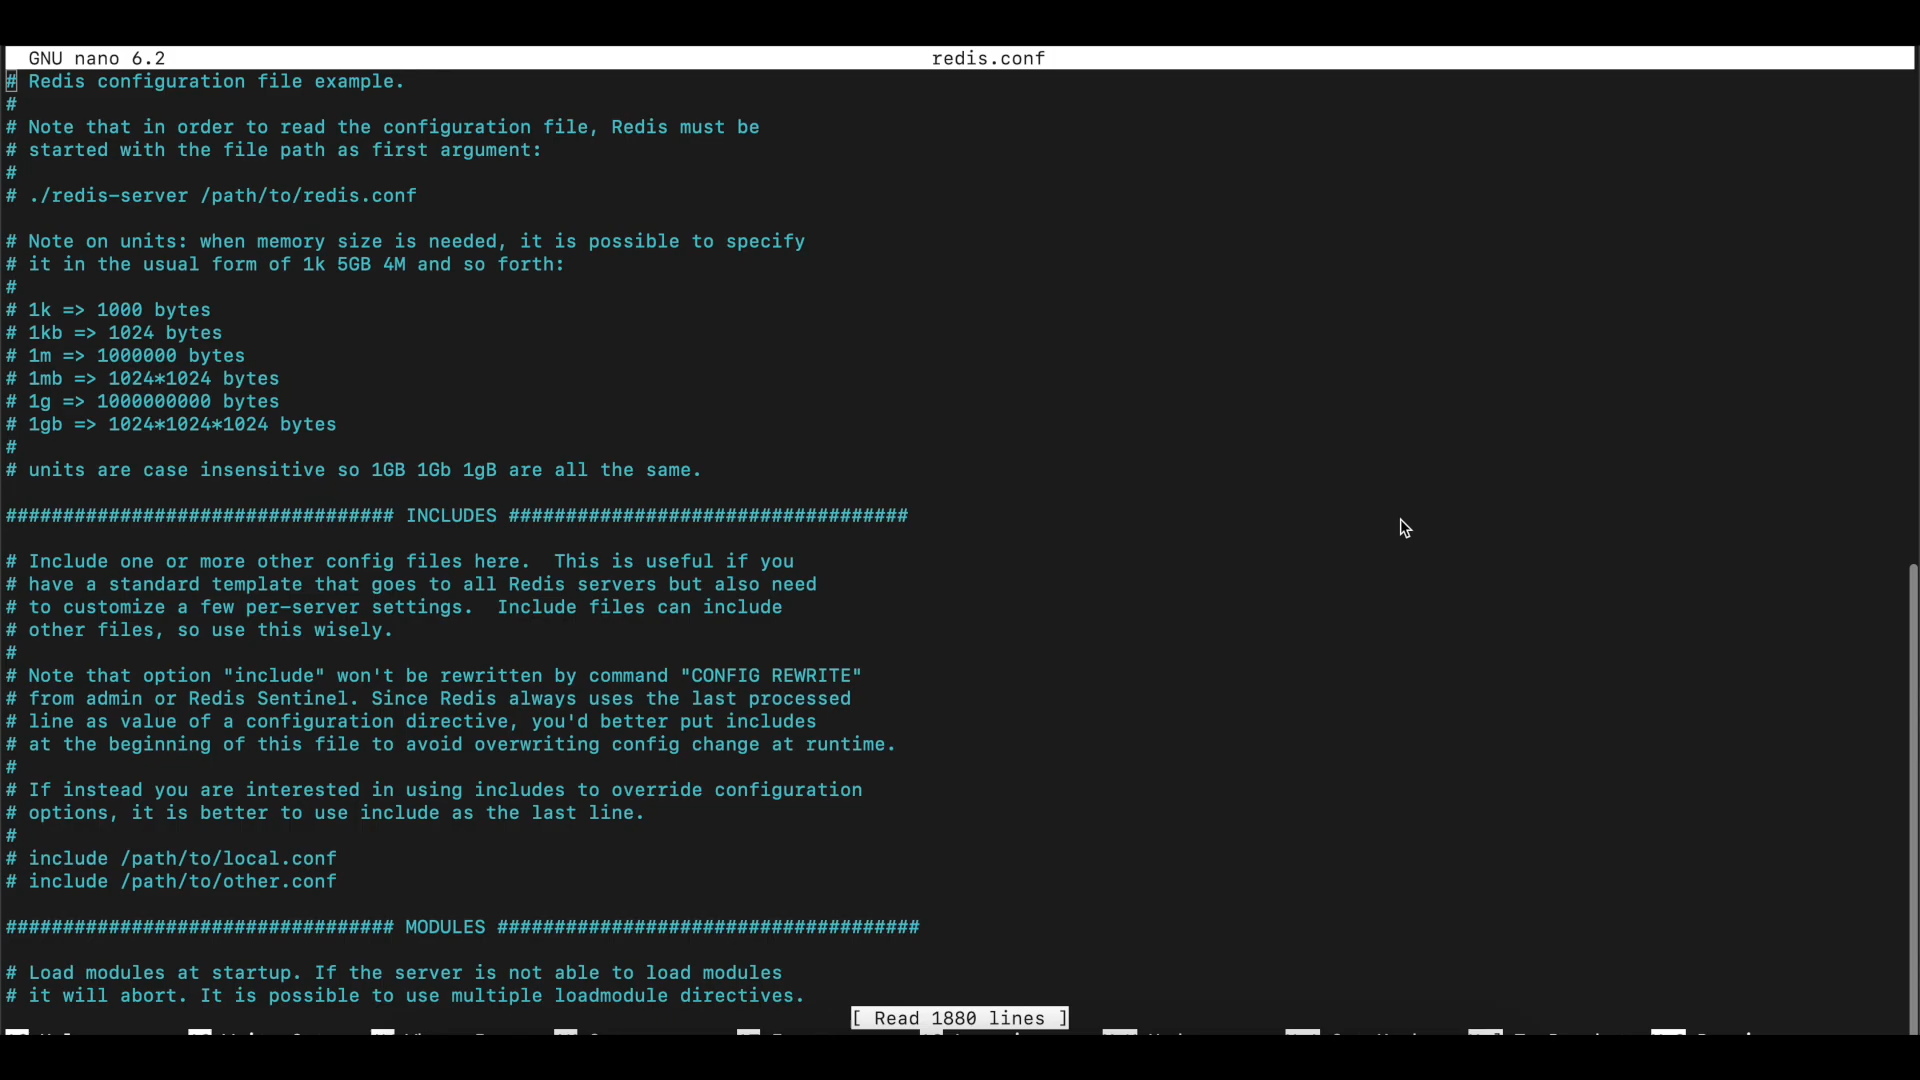 GNU nano 6.2 redis.conf
# Redis configuration file example.
#
# Note that in order to read the configuration file, Redis must be
# started with the file path as first argument:
#
# ./redis-server /path/to/redis.conf

# Note on units: when memory size is needed, it is possible to specify
# it in the usual form of 1k 5GB 4M and so forth:
#
# 1k => 1000 bytes
# 1kb => 1024 bytes
# 1m => 1000000 bytes
# 1mb => 1024*1024 bytes
# 1g => 1000000000 bytes
# 1gb => 1024*1024*1024 bytes
#
# units are case insensitive so 1GB 1Gb 1gB are all the same.

################################## INCLUDES ###################################

# Include one or more other config files here.  This is useful if you
# have a standard template that goes to all Redis servers but also need
# to customize a few per-server settings.  Include files can include
# other files, so use this wisely.
#
# Note that option "include" won't be rewritten by command "CONFIG REWRITE"
# from admin or Redis Sentinel. Since Redis always uses the last processed
# line as value of a configuration directive, you'd better put includes
# at the beginning of this file to avoid overwriting config change at runtime.
#
# If instead you are interested in using includes to override configuration
# options, it is better to use include as the last line.
#
# include /path/to/local.conf
# include /path/to/other.conf

################################## MODULES #####################################

# Load modules at startup. If the server is not able to load modules
# it will abort. It is possible to use multiple loadmodule directives.
[ Read 1880 lines ]